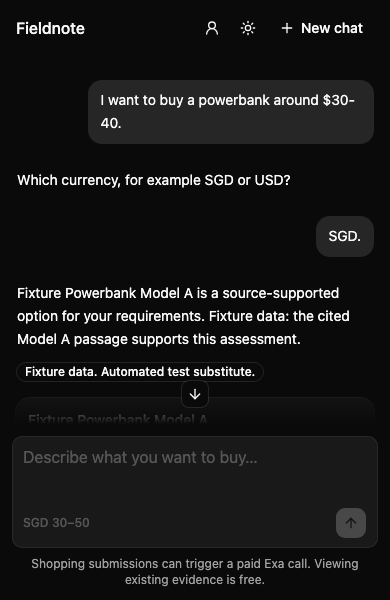 Fieldnote
New chat
I want to buy a powerbank around $30-
40.
Which currency, for example SGD or USD?
SGD.
Fixture Powerbank Model A is a source-supported
option for your requirements. Fixture data: the cited
Model A passage supports this assessment.
Fixture data. Automated test substitute.
Fixture Powerbank Model A
Describe what you want to buy...
SGD 30–50
Shopping submissions can trigger a paid Exa call. Viewing
existing evidence is free.